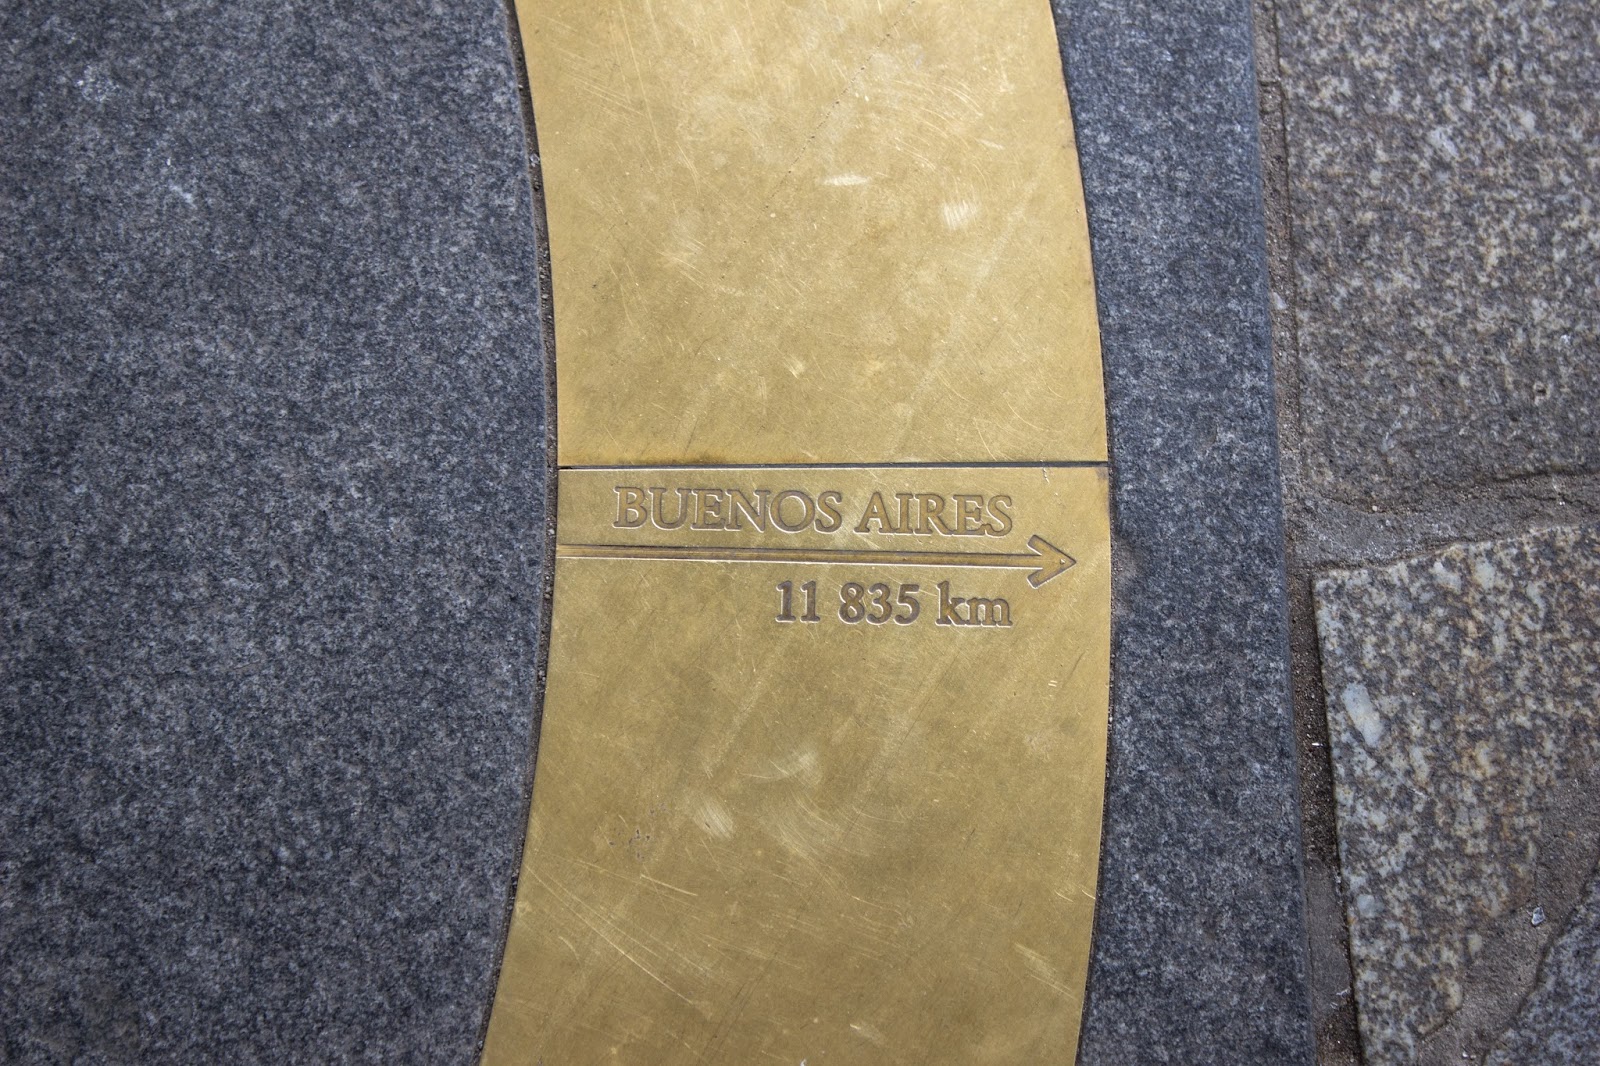 BUENOS AIRES
11 835 km